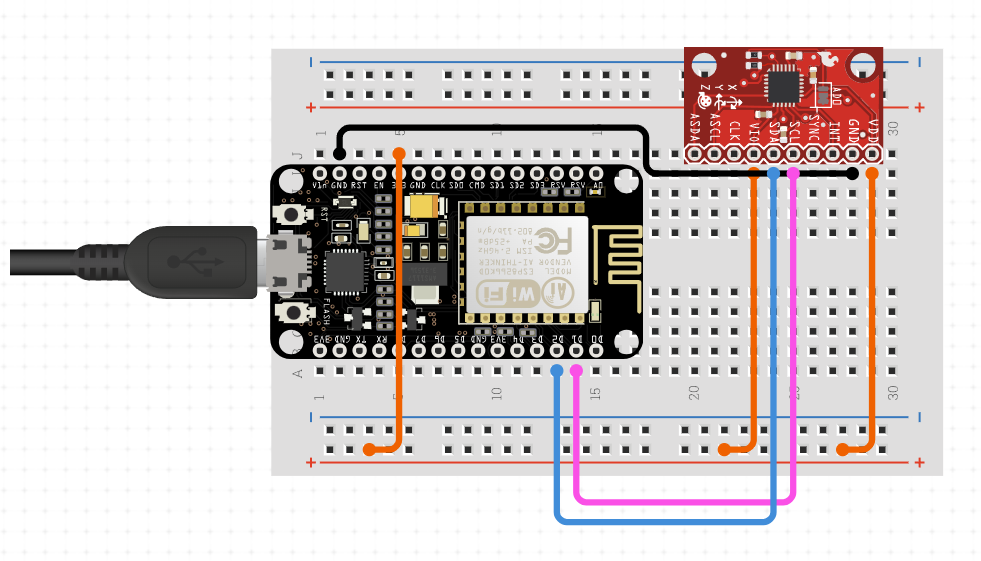 ADO
X
Y
Z
ASDA ASCL CLK VIO SDA SCL SYNC INT GND VDD
1 5 10 15 30
J
Vin GND RST EN 3V3 GND CLK SD0 CMD SD1 SD2 SD3 RSV RSV A0
RST
FLASH
MODEL ESP8266MOD
VENDOR AI-THINKER
ISM 2.4GHz
PA +25dBm
802.11b/g/n
FC
Wi Fi
3V3 GND TX RX D8 D7 D6 D5 GND 3V3 D4 D3 D2 D1 D0
A
1 5 10 15 20 25 30